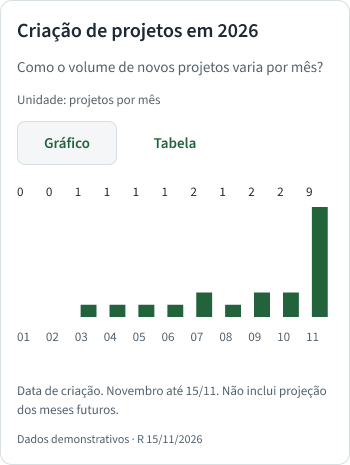 Criação de projetos em 2026
Como o volume de novos projetos varia por mês?
Unidade: projetos por mês
Gráfico Tabela
0 0 1 1 1 1 2 1 2 2 9
01 02 03 04 05 06 07 08 09 10 11
Data de criação. Novembro até 15/11. Não inclui projeção
dos meses futuros.
Dados demonstrativos · R 15/11/2026